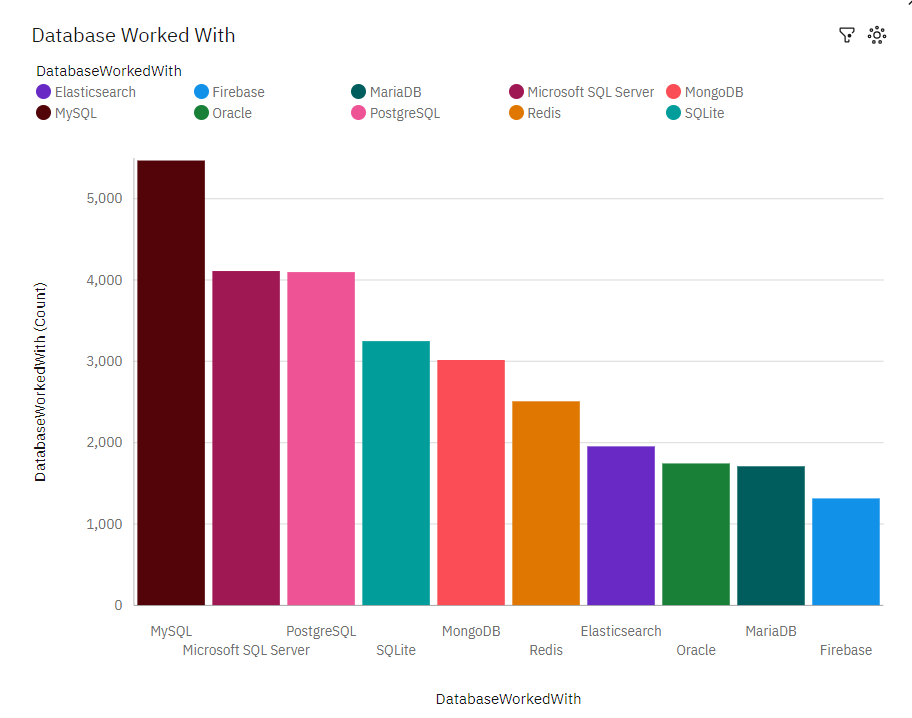 Database Worked With
DatabaseWorkedWith
Elasticsearch Firebase MariaDB Microsoft SQL Server MongoDB
MySQL Oracle PostgreSQL Redis SQLite
DatabaseWorkedWith (Count)
5,000
4,000
3,000
2,000
1,000
0
MySQL PostgreSQL MongoDB Elasticsearch MariaDB
Microsoft SQL Server SQLite Redis Oracle Firebase
DatabaseWorkedWith